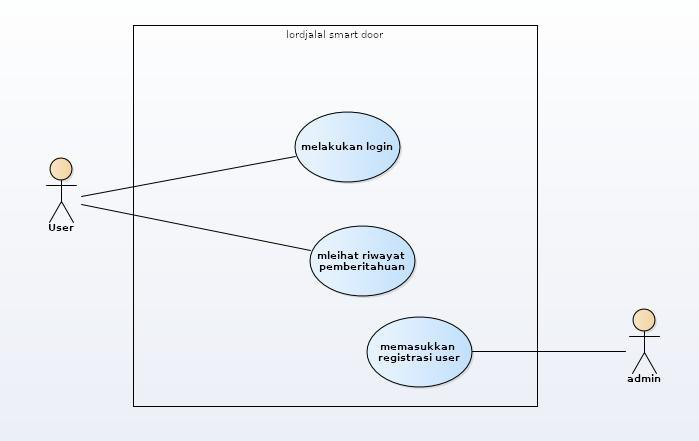 lordjalal smart door
melakukan login
User
mleihat riwayat
pemberitahuan
memasukkan
registrasi user
admin